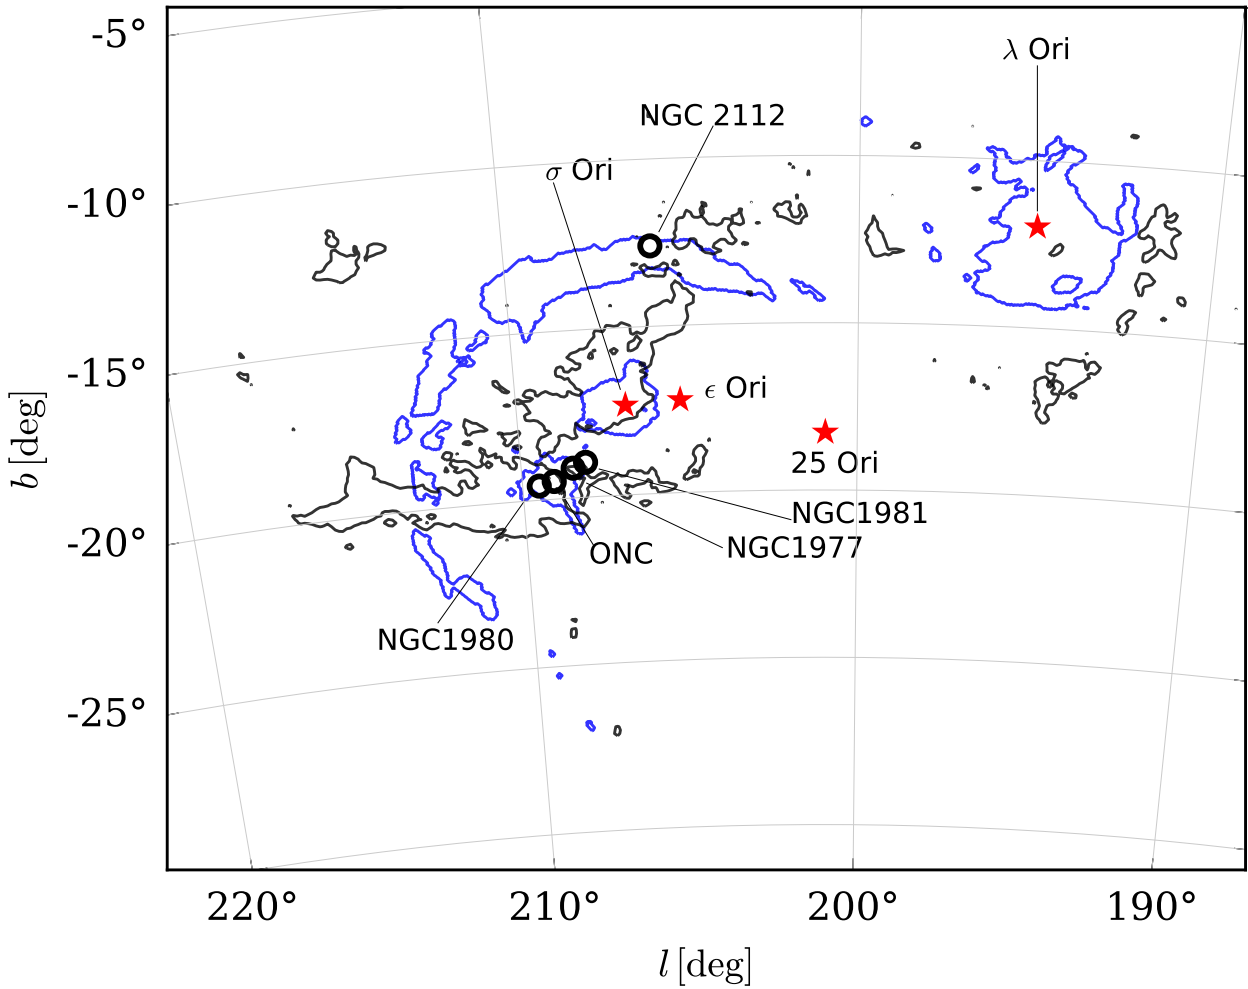 -5°
λ Ori
NGC 2112
σ Ori
-10°
-15°
ϵ Ori
25 Ori
b [deg]
NGC1981
-20°
ONC
NGC1977
NGC1980
-25°
220°
210°
200°
190°
l [deg]